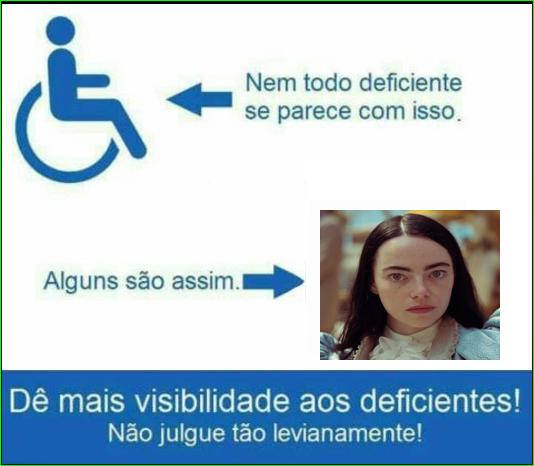 Nem todo deficiente
se parece com isso.
Alguns são assim.
Dê mais visibilidade aos deficientes!
Não julgue tão levianamente!